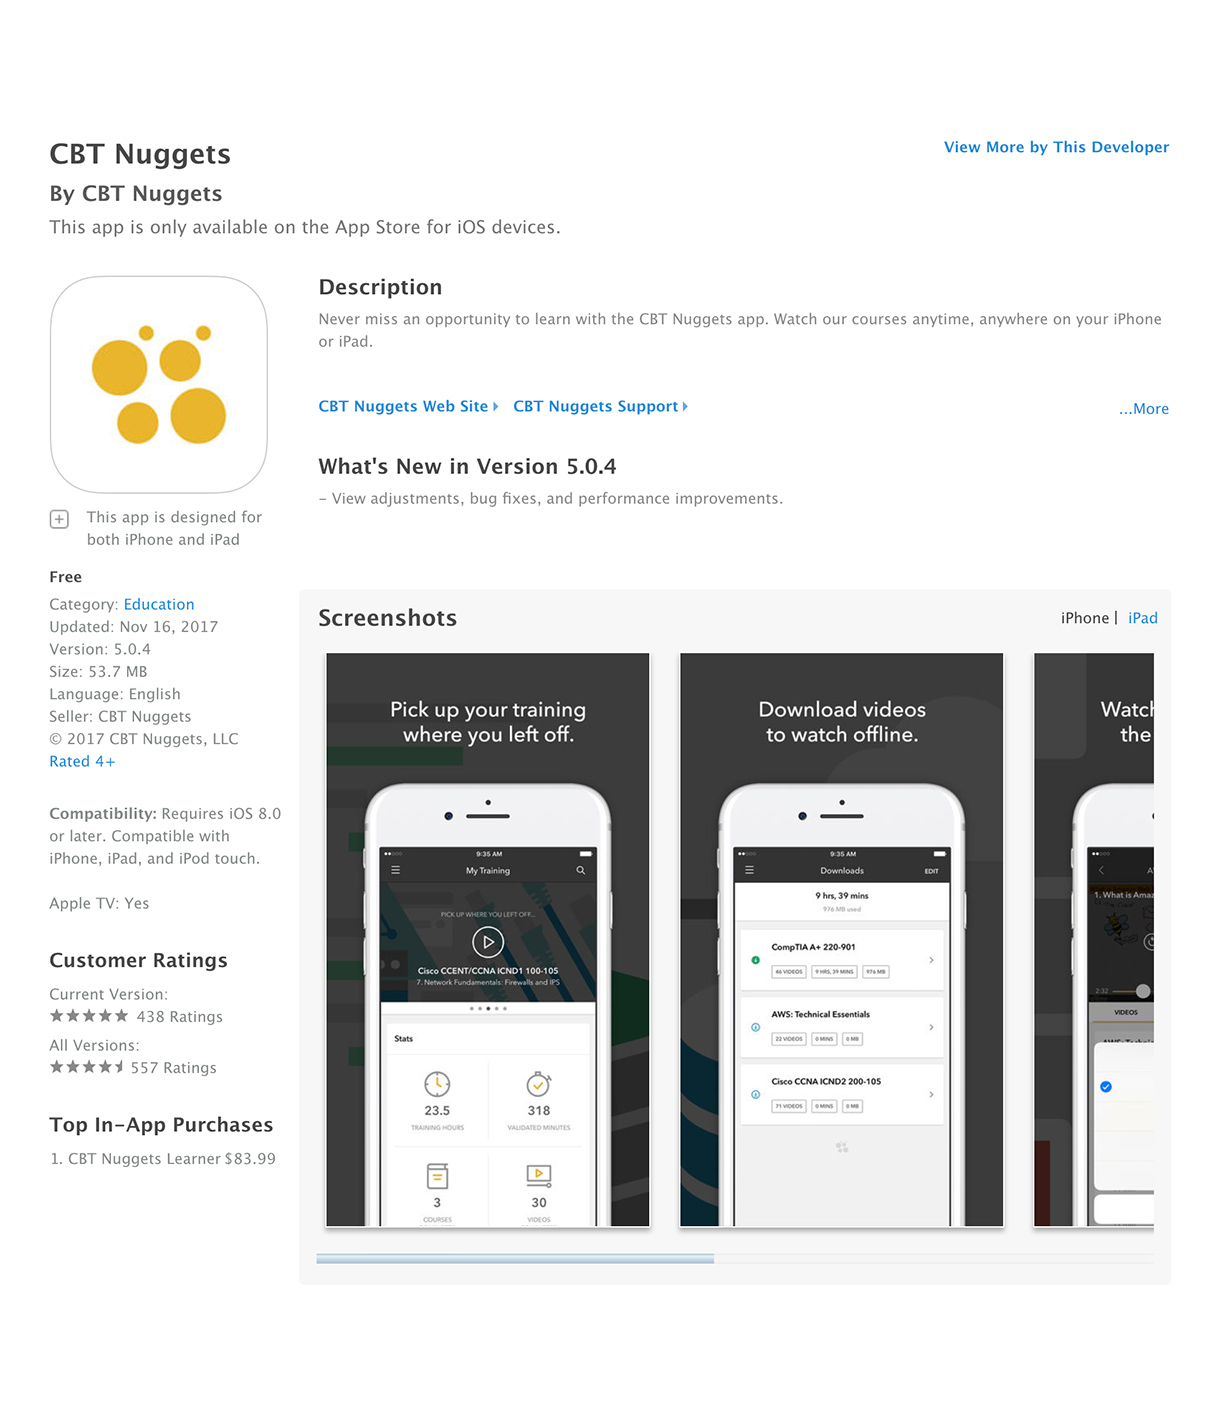 CBT Nuggets
View More by This Developer
By CBT Nuggets
This app is only available on the App Store for iOS devices.
Description
Never miss an opportunity to learn with the CBT Nuggets app. Watch our courses anytime, anywhere on your iPhone
or iPad.
CBT Nuggets Web Site
CBT Nuggets Support
...More
What's New in Version 5.0.4
- View adjustments, bug fixes, and performance improvements.
This app is designed for
both iPhone and iPad
Free
Category: Education
Updated: Nov 16, 2017
Version: 5.0.4
Size: 53.7 MB
Language: English
Seller: CBT Nuggets
© 2017 CBT Nuggets, LLC
Rated 4+
Compatibility: Requires iOS 8.0
or later. Compatible with
iPhone, iPad, and iPod touch.
Apple TV: Yes
Customer Ratings
Current Version:
438 Ratings
All Versions:
557 Ratings
Top In-App Purchases
1. CBT Nuggets Learner $83.99
Screenshots
iPhone | iPad
Pick up your training
where you left off.
9:35 AM
My Training
PICK UP WHERE YOU LEFT OFF...
Cisco CCENT/CCNA ICND1 100-105
7. Network Fundamentals: Firewalls and IPS
Stats
23.5
TRAINING HOURS
318
VALIDATED MINUTES
3
COURSES
30
VIDEOS
Download videos
to watch offline.
9:35 AM
Downloads
EDIT
9 hrs, 39 mins
976 MB used
CompTIA A+ 220-901
46 VIDEOS
9 HRS, 39 MINS
976 MB
AWS: Technical Essentials
22 VIDEOS
0 MINS
0 MB
Cisco CCNA ICND2 200-105
71 VIDEOS
0 MINS
0 MB
Watch
the
1. What is Amaz
2:32
VIDEOS